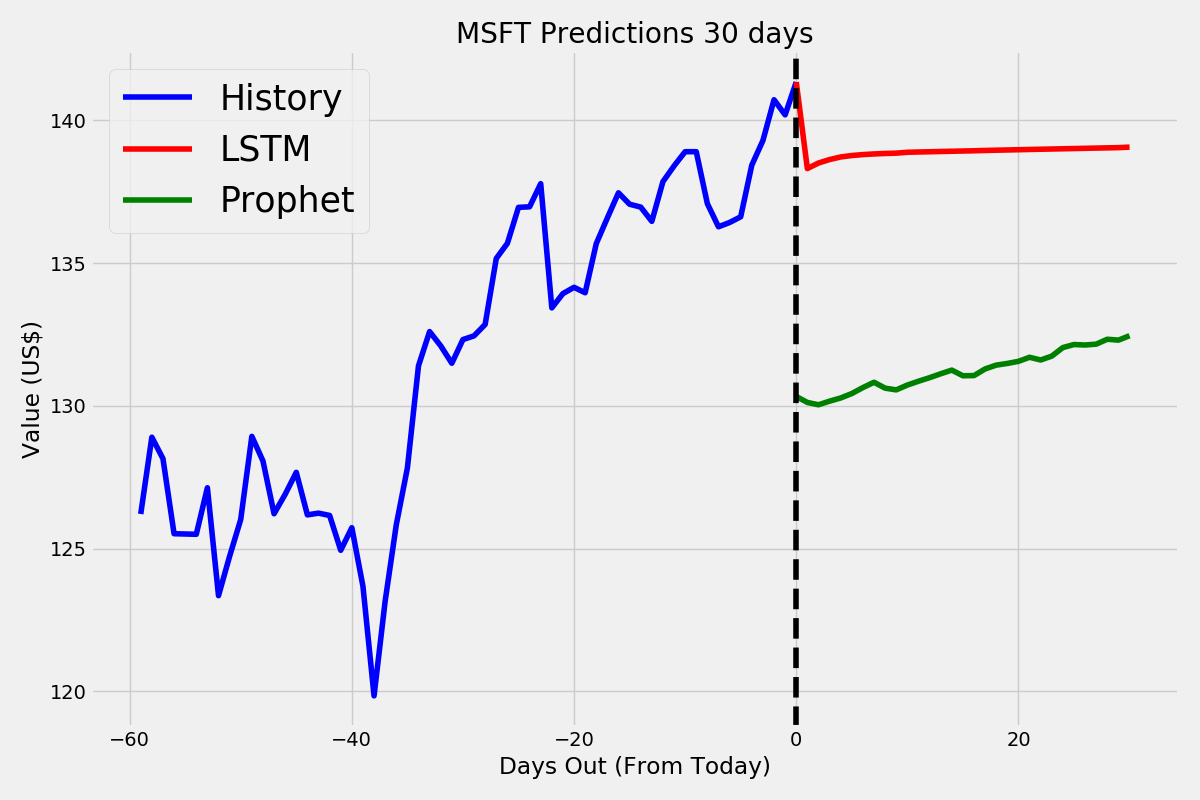 MSFT Predictions 30 days
History
LSTM
Prophet
Value (US$)
140
135
130
125
120
−60
−40
−20
0
20
Days Out (From Today)